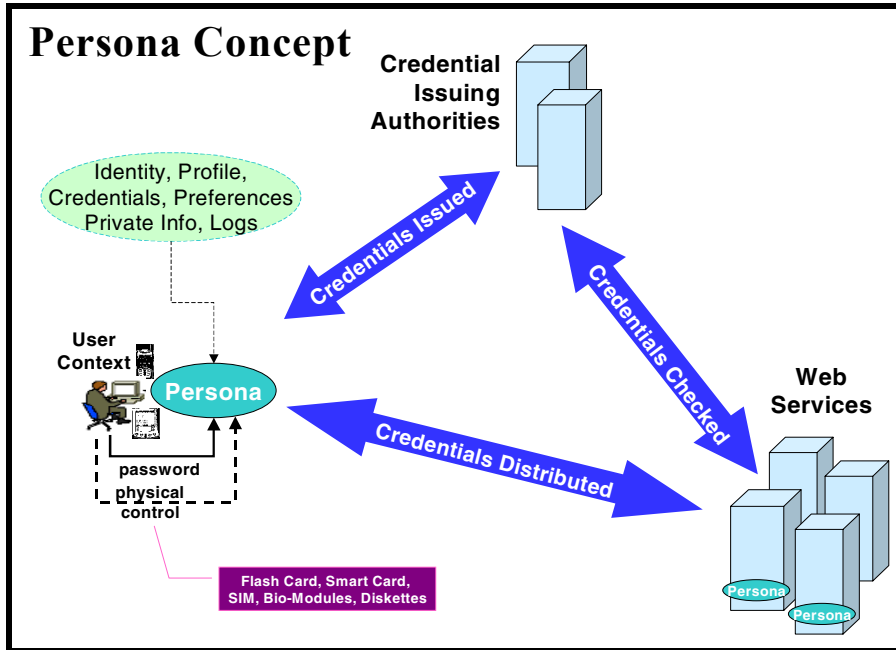 Persona Concept
Credential
Issuing
Authorities
Identity, Profile,
Credentials, Preferences
Private Info, Logs
Credentials Issued
Credentials Checked
User
Context
Persona
Web
Services
Credentials Distributed
password
physical
control
Flash Card, Smart Card,
SIM, Bio-Modules, Diskettes
Persona
Persona